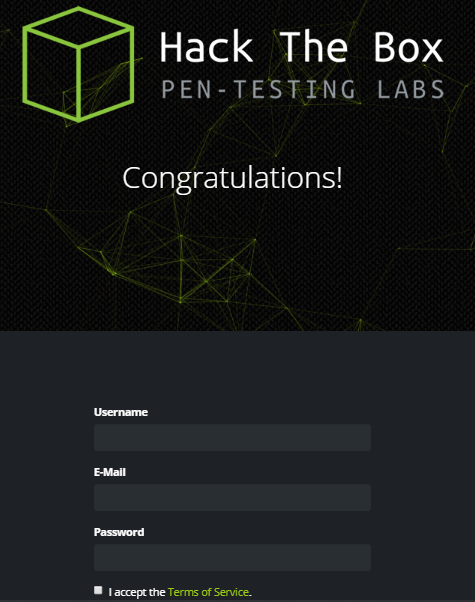 Hack The Box
PEN-TESTING LABS
Congratulations!
Username
E-Mail
Password
I accept the Terms of Service.